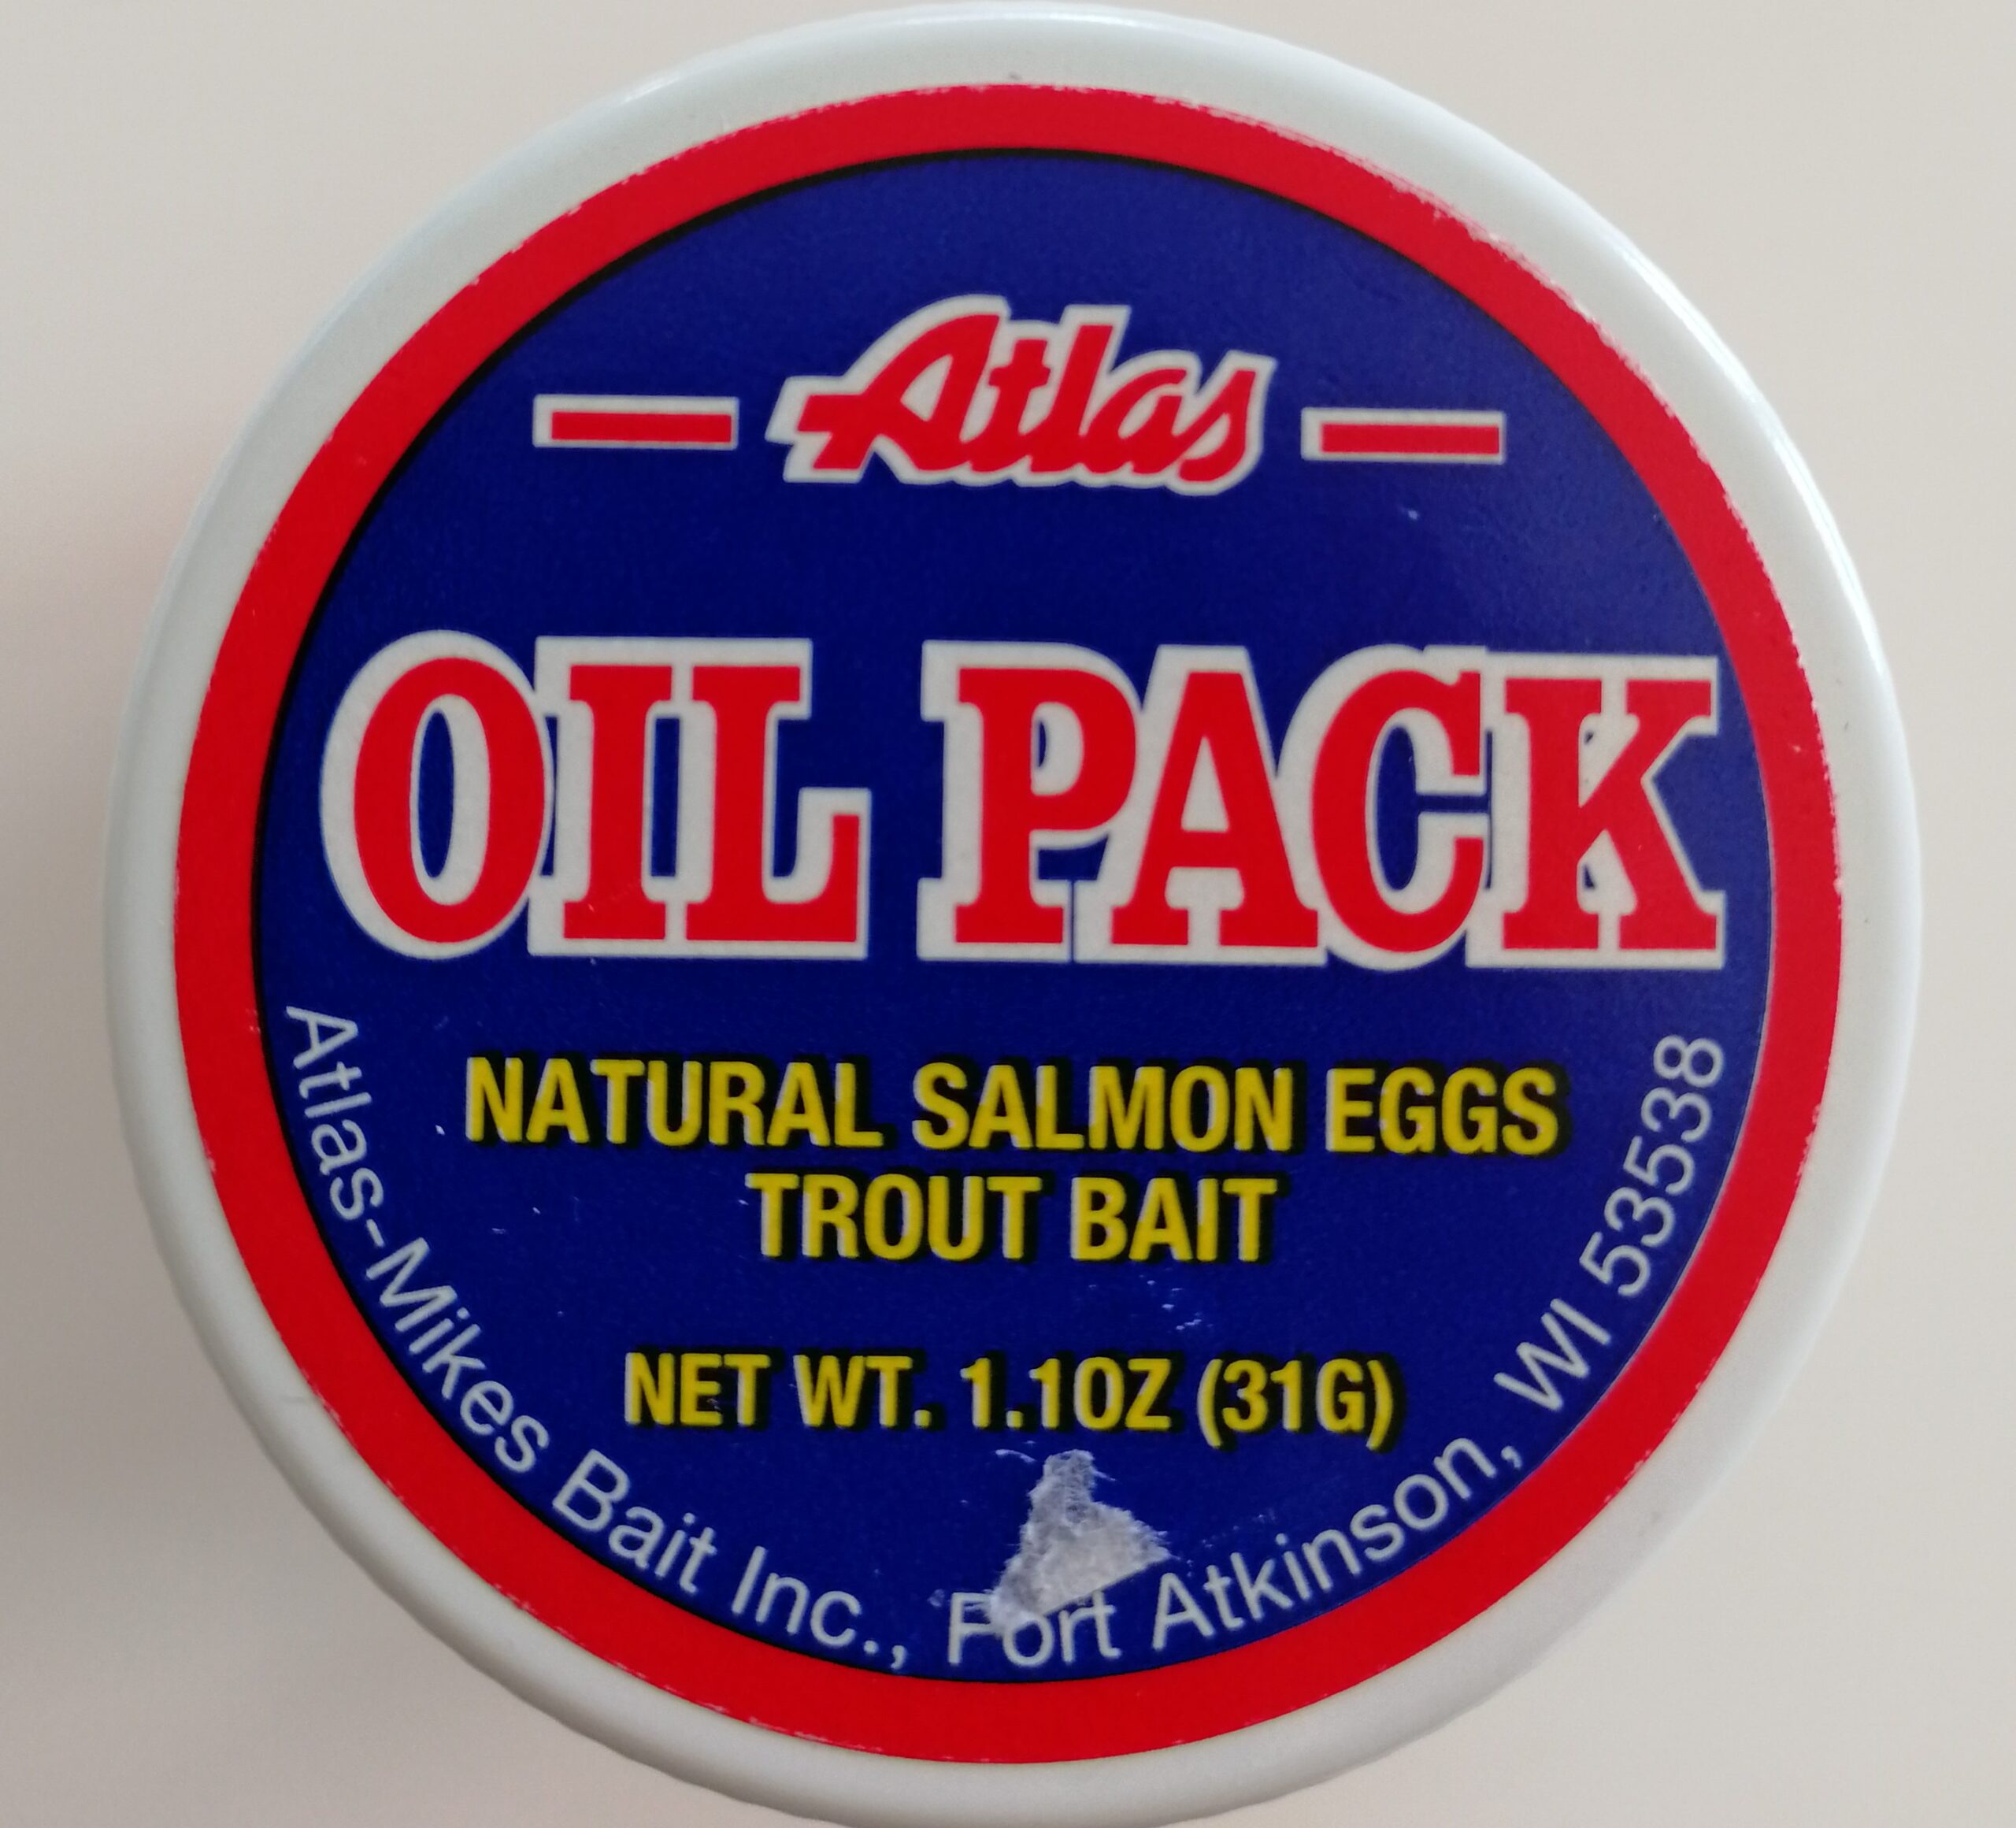 Atlas
OIL PACK
NATURAL SALMON EGGS
TROUT BAIT
NET WT. 1.1OZ (31G)
Atlas-Mikes Bait Inc., Fort Atkinson, WI 53538